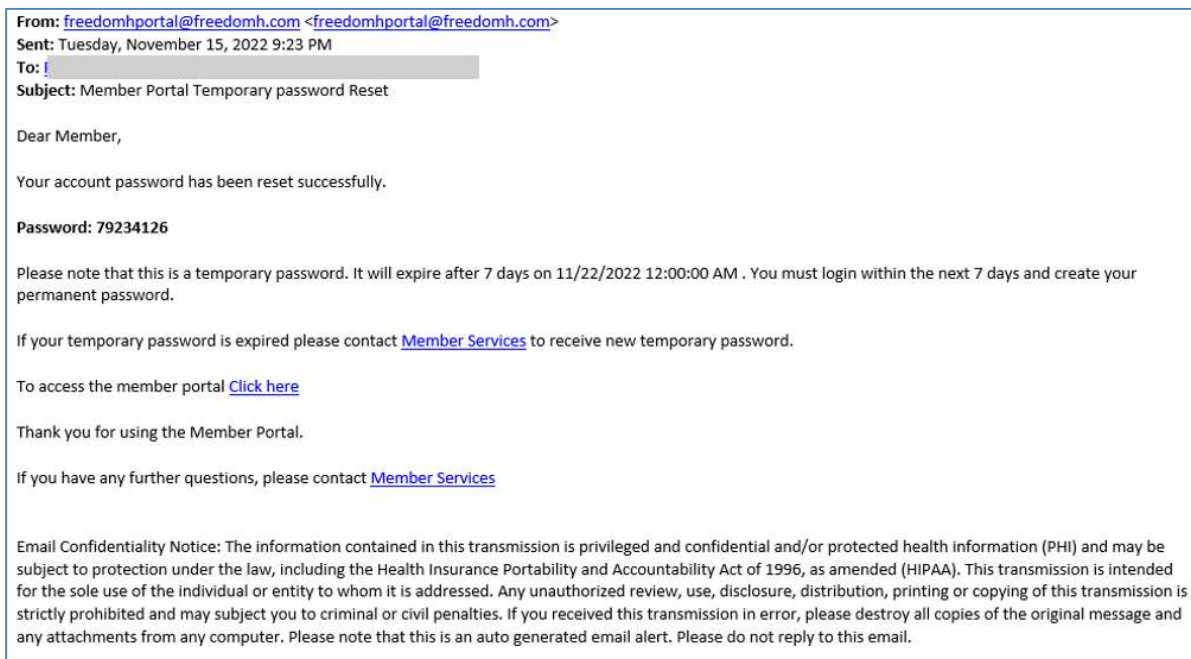 From: freedomhportal@freedomh.com <freedomhportal@freedomh.com>
Sent: Tuesday, November 15, 2022 9:23 PM
To:
Subject: Member Portal Temporary password Reset
Dear Member,
Your account password has been reset successfully.
Password: 79234126
Please note that this is a temporary password. It will expire after 7 days on 11/22/2022 12:00:00 AM . You must login within the next 7 days and create your
permanent password.
If your temporary password is expired please contact Member Services to receive new temporary password.
To access the member portal Click here
Thank you for using the Member Portal.
If you have any further questions, please contact Member Services
Email Confidentiality Notice: The information contained in this transmission is privileged and confidential and/or protected health information (PHI) and may be
subject to protection under the law, including the Health Insurance Portability and Accountability Act of 1996, as amended (HIPAA). This transmission is intended
for the sole use of the individual or entity to whom it is addressed. Any unauthorized review, use, disclosure, distribution, printing or copying of this transmission is
strictly prohibited and may subject you to criminal or civil penalties. If you received this transmission in error, please destroy all copies of the original message and
any attachments from any computer. Please note that this is an auto generated email alert. Please do not reply to this email.